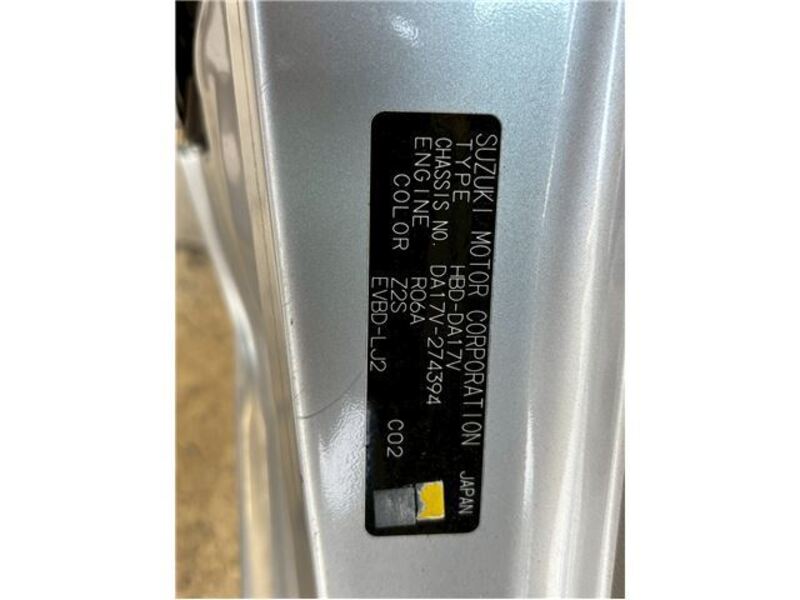 SUZUKI MOTOR CORPORATION JAPAN
TYPE HBD-DA17V
CHASSIS NO. DA17V-274394
ENGINE R06A
COLOR Z2S
EVBD-LJ2 C02